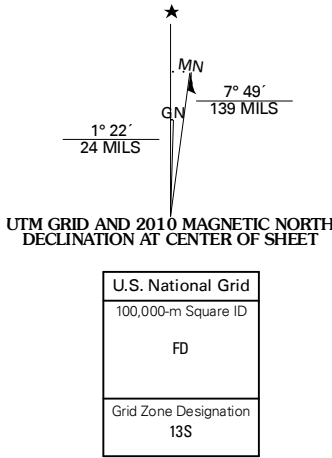 ★
MN
7° 49´
139 MILS
GN
1° 22´
24 MILS
UTM GRID AND 2010 MAGNETIC NORTH
DECLINATION AT CENTER OF SHEET
U.S. National Grid
100,000-m Square ID
FD
Grid Zone Designation
13S